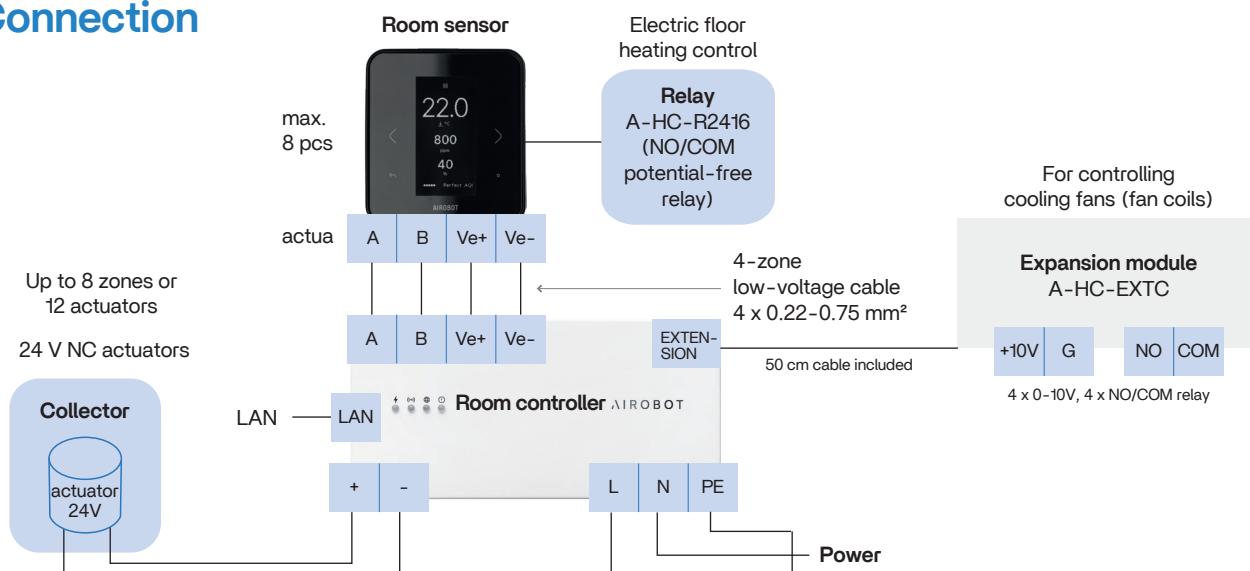 Connection
Room sensor
Electric floor
heating control
max.
8 pcs
22.0
°C
800
ppm
40
%
Perfect AQI
AIROBOT
Relay
A-HC-R2416
(NO/COM
potential-free
relay)
For controlling
cooling fans (fan coils)
Expansion module
A-HC-EXTC
+10V G NO COM
4 x 0-10V, 4 x NO/COM relay
actua A B Ve+ Ve-
4-zone
low-voltage cable
4 x 0.22-0.75 mm²
Up to 8 zones or
12 actuators
24 V NC actuators
A B Ve+ Ve-
EXTEN-
SION
50 cm cable included
Collector
actuator
24V
LAN LAN
Room controller AIROBOT
+ - L N PE
Power